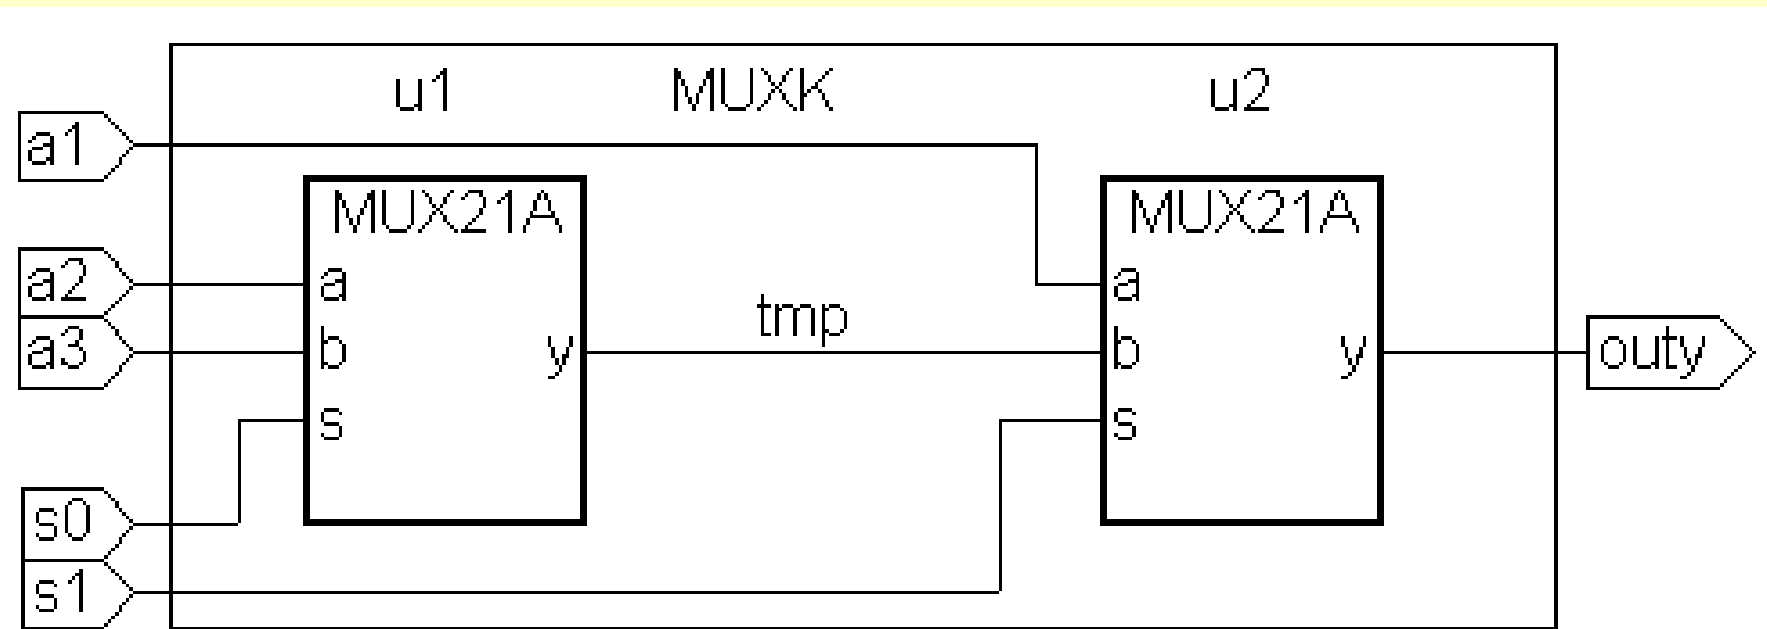 u1 MUXK u2
a1
MUX21A MUX21A
a2 a a
tmp
a3 b y b y outy
s s
s0
s1